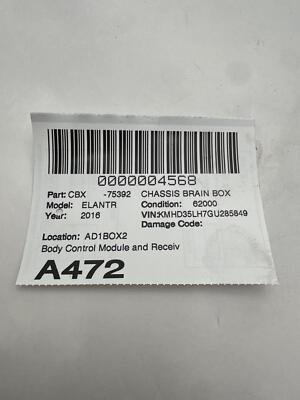 0000004568
Part: CBX -75392 CHASSIS BRAIN BOX
Model: ELANTR Condition: 62000
Year: 2016 VIN:KMHD35LH7GU285849
Damage Code:
Location: AD1BOX2
Body Control Module and Receiv
A472